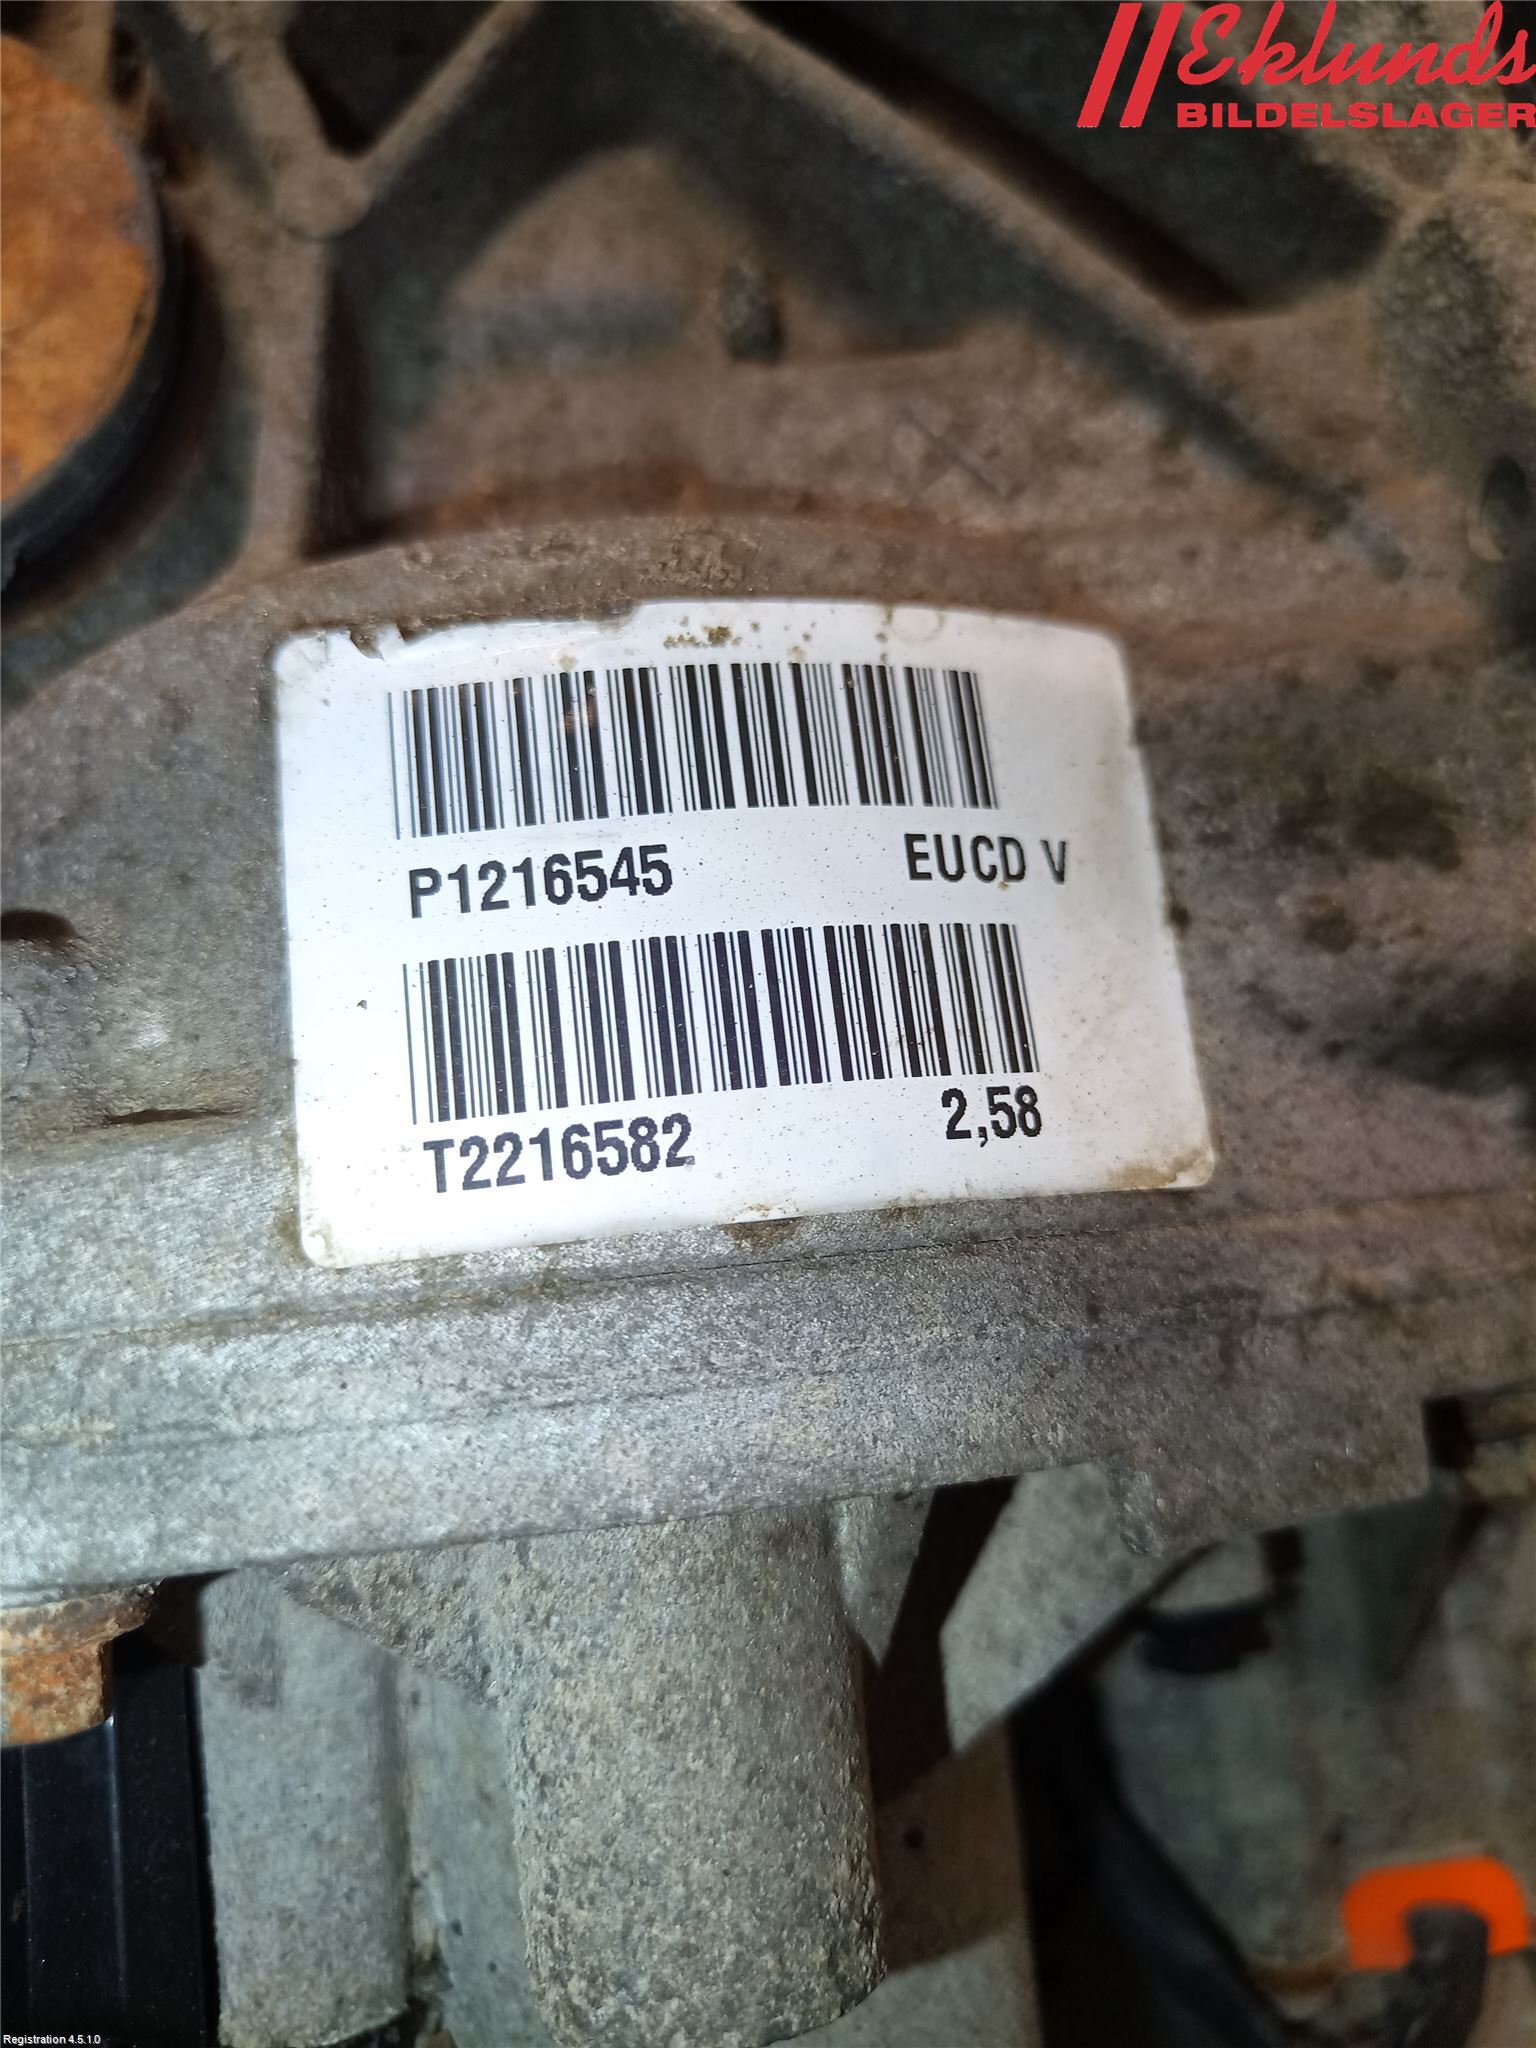 Eklunds
BILDELSLAGER
P1216545 EUCD V
T2216582 2,58
Registration 4.5.1.0